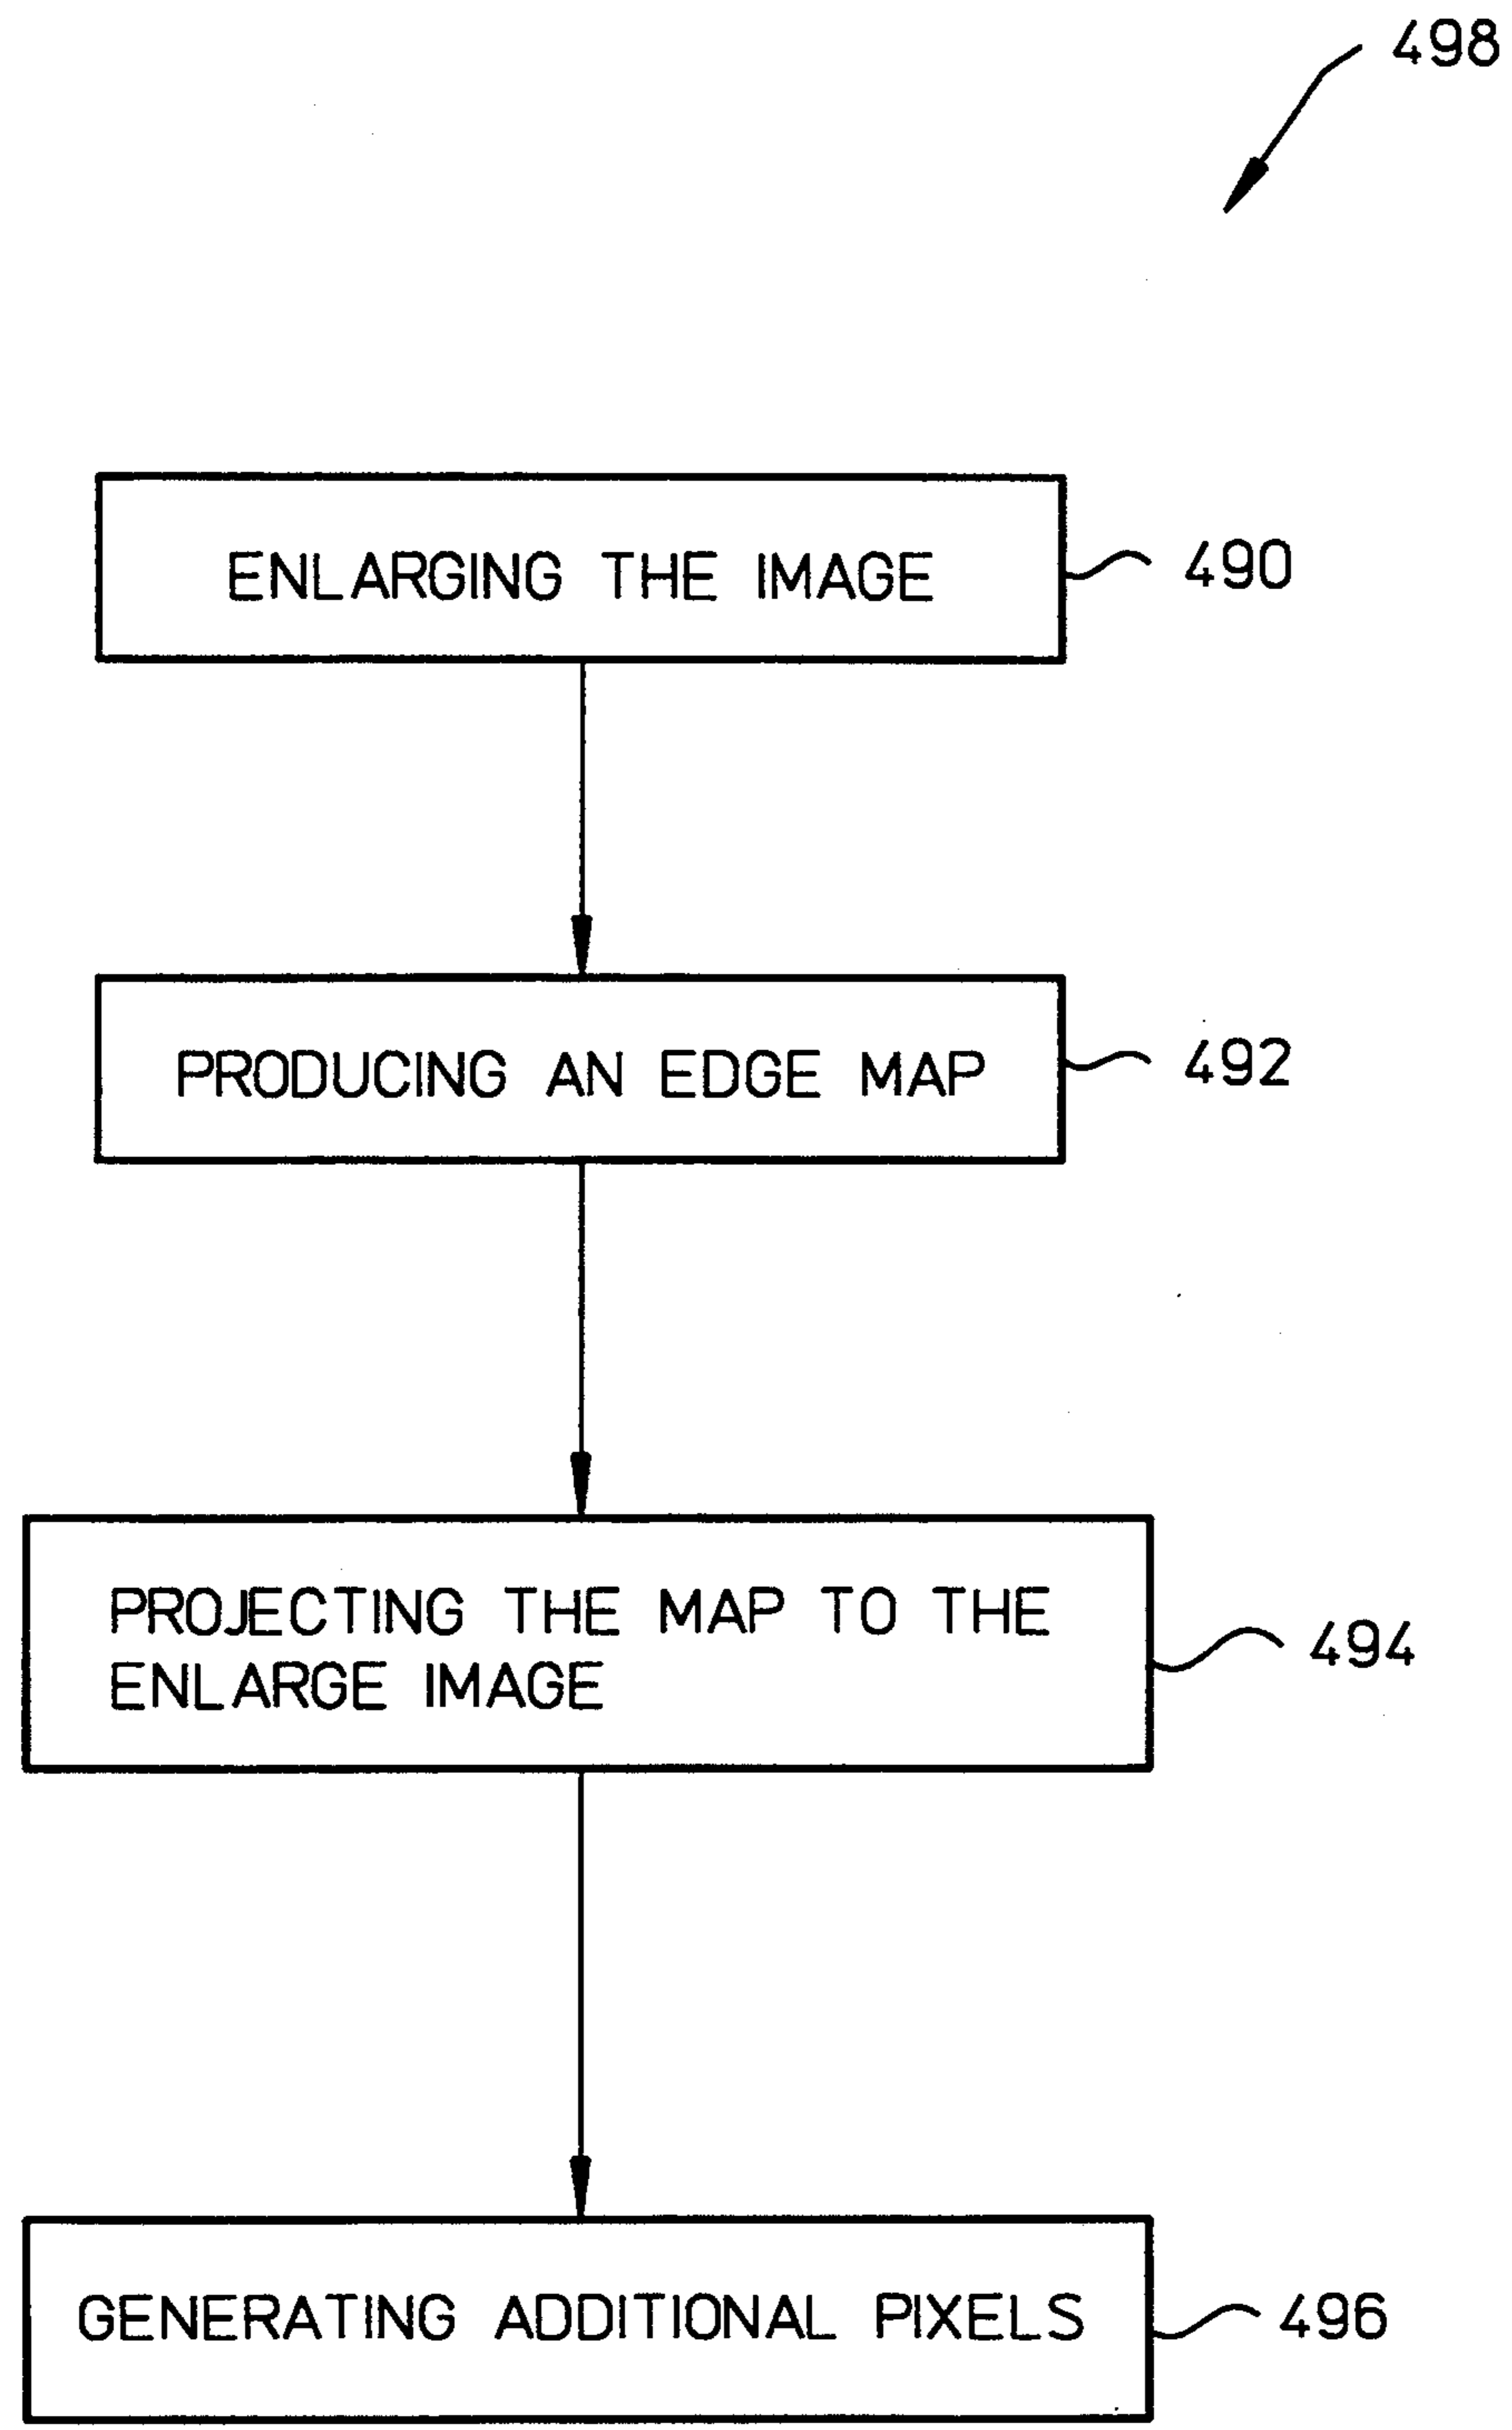 498
ENLARGING THE IMAGE
490
PRODUCING AN EDGE MAP
492
PROJECTING THE MAP TO THE
ENLARGE IMAGE
494
GENERATING ADDITIONAL PIXELS
496